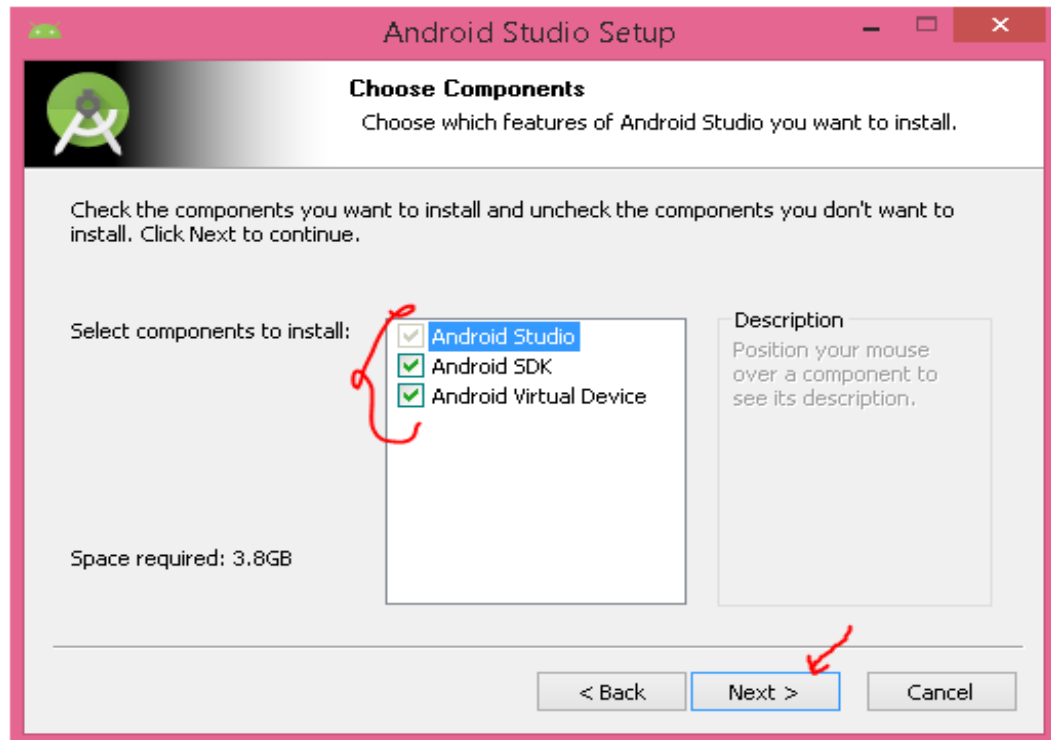 Android Studio Setup
Choose Components
Choose which features of Android Studio you want to install.
Check the components you want to install and uncheck the components you don't want to
install. Click Next to continue.
Select components to install:
Android Studio
Android SDK
Android Virtual Device
Description
Position your mouse
over a component to
see its description.
Space required: 3.8GB
< Back
Next >
Cancel